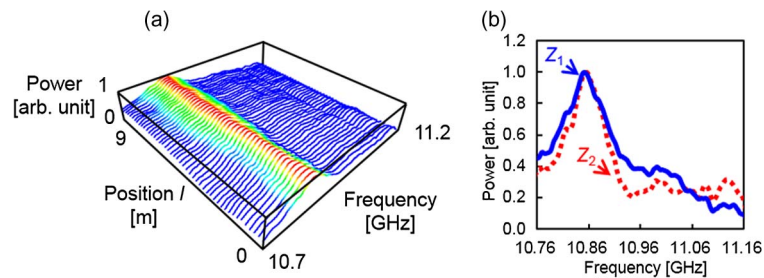 (a)
Power
[arb. unit]
1
0
9
Position l
[m]
0
10.7
Frequency
[GHz]
11.2
(b)
Power [arb. unit]
1.2
1.0
0.8
0.6
0.4
0.2
0.0
Z1
Z2
10.76 10.86 10.96 11.06 11.16
Frequency [GHz]